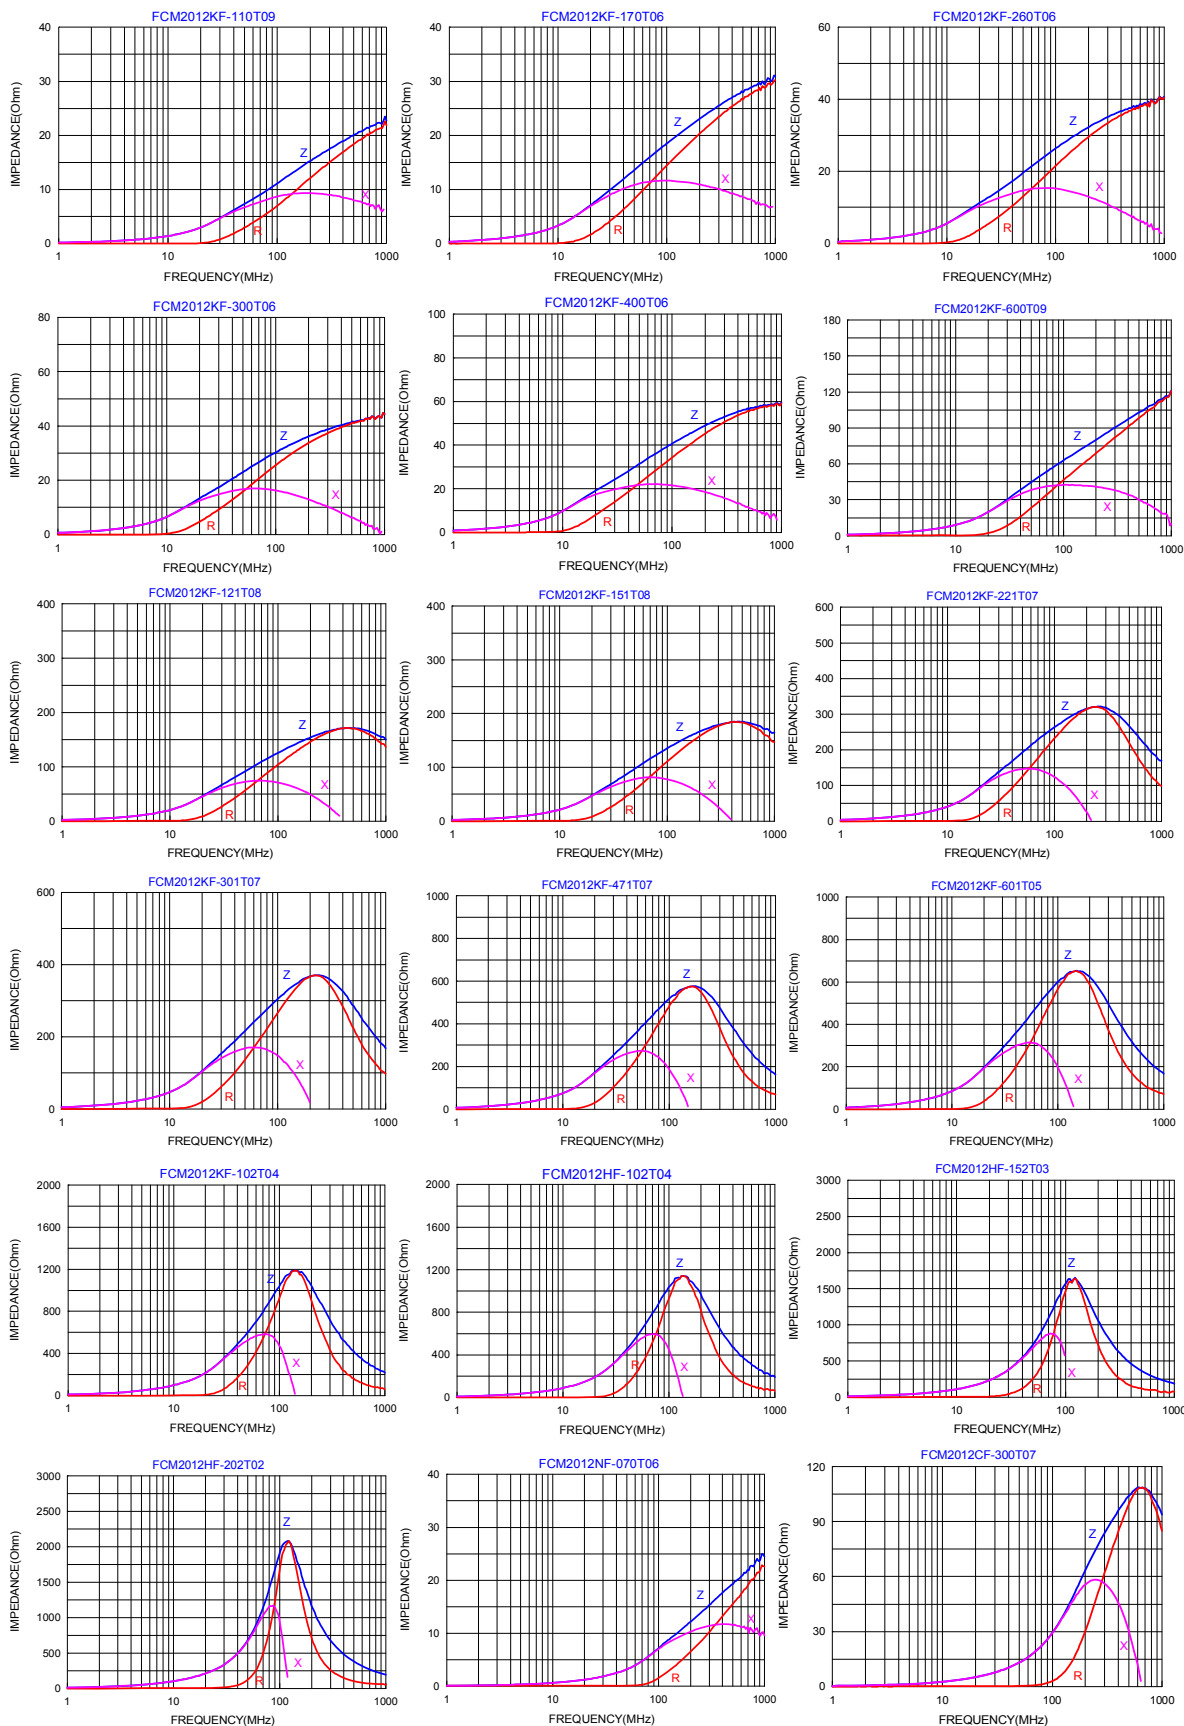 FCM2012KF-110T09
IMPEDANCE(Ohm)
40
30
20
10
0
Z
X
R
1
10
100
1000
FREQUENCY(MHz)
FCM2012KF-170T06
IMPEDANCE(Ohm)
40
30
20
10
0
Z
X
R
1
10
100
1000
FREQUENCY(MHz)
FCM2012KF-260T06
IMPEDANCE(Ohm)
60
40
20
0
Z
X
R
1
10
100
1000
FREQUENCY(MHz)
FCM2012KF-300T06
IMPEDANCE(Ohm)
80
60
40
20
0
Z
X
R
1
10
100
1000
FREQUENCY(MHz)
FCM2012KF-400T06
IMPEDANCE(Ohm)
100
80
60
40
20
0
Z
X
R
1
10
100
1000
FREQUENCY(MHz)
FCM2012KF-600T09
IMPEDANCE(Ohm)
180
150
120
90
60
30
0
Z
X
R
1
10
100
1000
FREQUENCY(MHz)
FCM2012KF-121T08
IMPEDANCE(Ohm)
400
300
200
100
0
Z
X
R
1
10
100
1000
FREQUENCY(MHz)
FCM2012KF-151T08
IMPEDANCE(Ohm)
400
300
200
100
0
Z
X
R
1
10
100
1000
FREQUENCY(MHz)
FCM2012KF-221T07
IMPEDANCE(Ohm)
600
500
400
300
200
100
0
Z
X
R
1
10
100
1000
FREQUENCY(MHz)
FCM2012KF-301T07
IMPEDANCE(Ohm)
600
400
200
0
Z
X
R
1
10
100
1000
FREQUENCY(MHz)
FCM2012KF-471T07
IMPEDANCE(Ohm)
1000
800
600
400
200
0
Z
X
R
1
10
100
1000
FREQUENCY(MHz)
FCM2012KF-601T05
IMPEDANCE(Ohm)
1000
800
600
400
200
0
Z
X
R
1
10
100
1000
FREQUENCY(MHz)
FCM2012KF-102T04
IMPEDANCE(Ohm)
2000
1600
1200
800
400
0
Z
X
R
1
10
100
1000
FREQUENCY(MHz)
FCM2012HF-102T04
IMPEDANCE(Ohm)
2000
1600
1200
800
400
0
Z
X
R
1
10
100
1000
FREQUENCY(MHz)
FCM2012HF-152T03
IMPEDANCE(Ohm)
3000
2500
2000
1500
1000
500
0
Z
X
R
1
10
100
1000
FREQUENCY(MHz)
FCM2012HF-202T02
IMPEDANCE(Ohm)
3000
2500
2000
1500
1000
500
0
Z
X
R
1
10
100
1000
FREQUENCY(MHz)
FCM2012NF-070T06
IMPEDANCE(Ohm)
40
30
20
10
0
Z
X
R
1
10
100
1000
FREQUENCY(MHz)
FCM2012CF-300T07
IMPEDANCE(Ohm)
120
90
60
30
0
Z
X
R
1
10
100
1000
FREQUENCY(MHz)